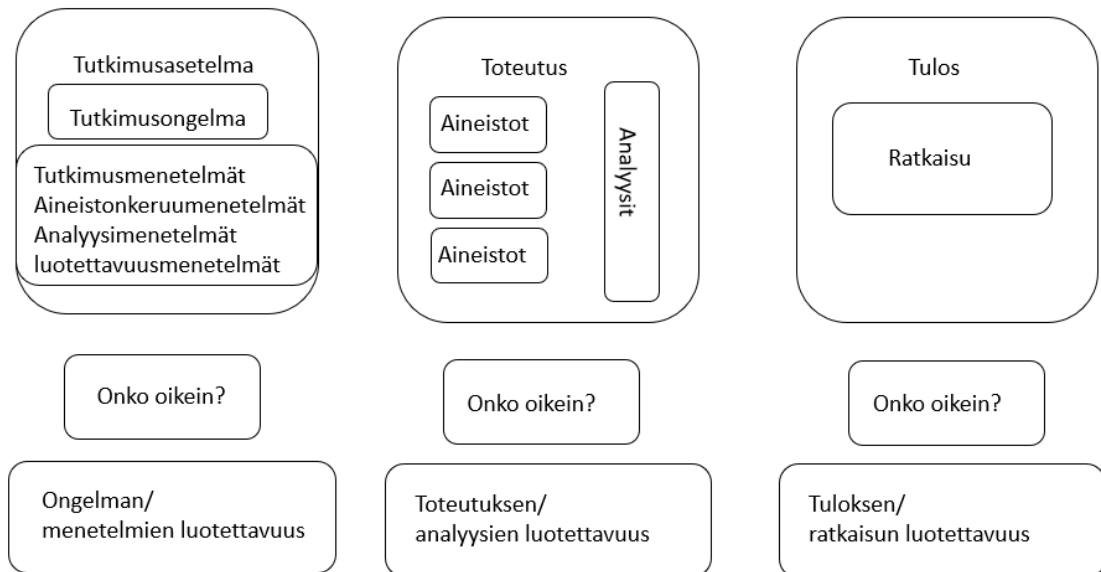 Tutkimusasetelma
Tutkimusongelma
Tutkimusmenetelmät
Aineistonkeruumenetelmät
Analyysimenetelmät
luotettavuusmenetelmät
Onko oikein?
Ongelman/
menetelmien luotettavuus
Toteutus
Aineistot
Aineistot
Aineistot
Analyysit
Onko oikein?
Toteutuksen/
analyysien luotettavuus
Tulos
Ratkaisu
Onko oikein?
Tuloksen/
ratkaisun luotettavuus